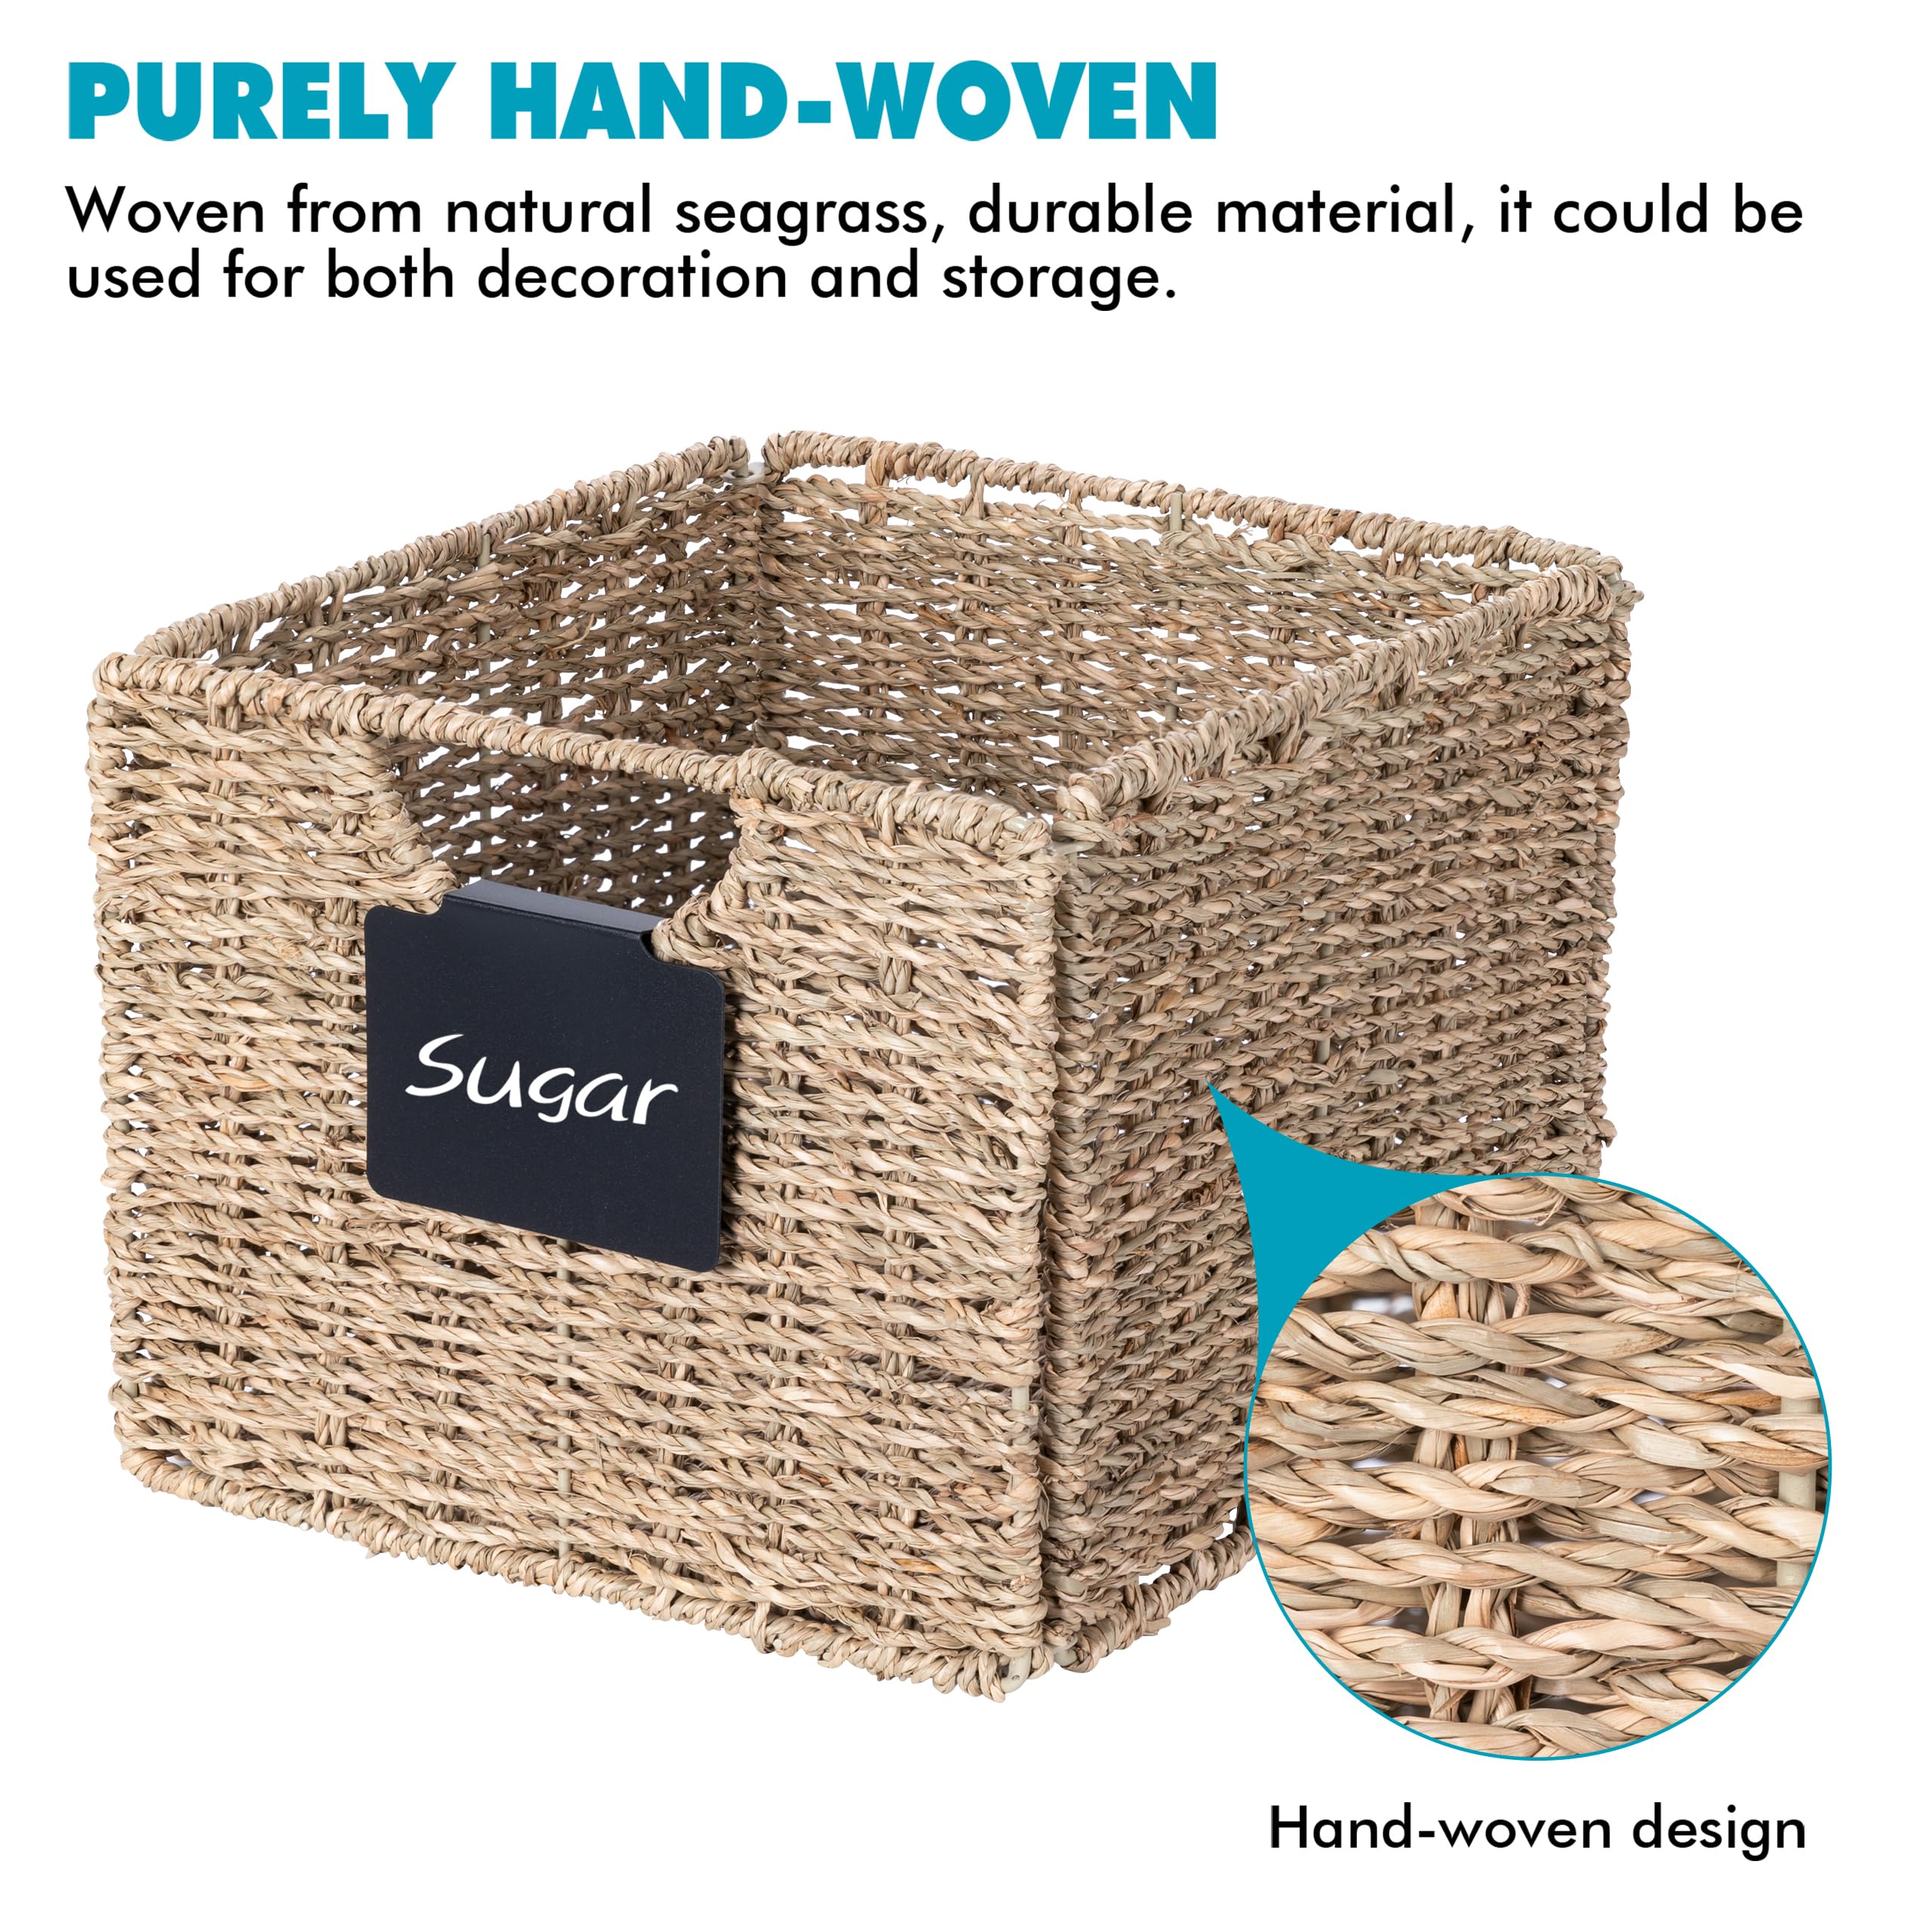 PURELY HAND-WOVEN
Woven from natural seagrass, durable material, it could be
used for both decoration and storage.
Sugar
Hand-woven design